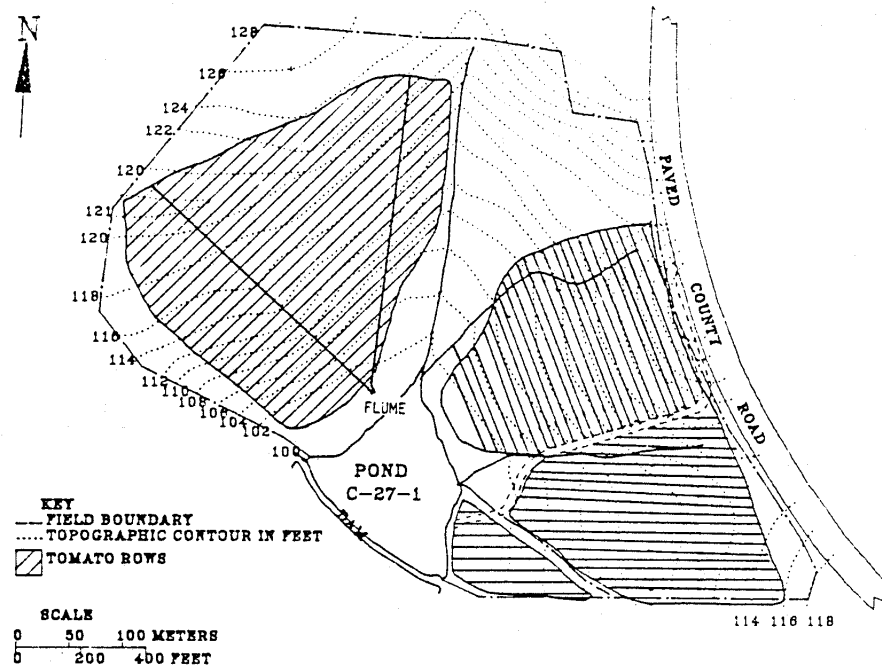 N
128
126
124
122
120
121
120
118
116
114
112
110
108
106
104
102
100
PAVED
COUNTY
ROAD
FLUME
POND
C-27-1
DAM
KEY
FIELD BOUNDARY
TOPOGRAPHIC CONTOUR IN FEET
TOMATO ROWS
SCALE
0 50 100 METERS
0 200 400 FEET
114 116 118